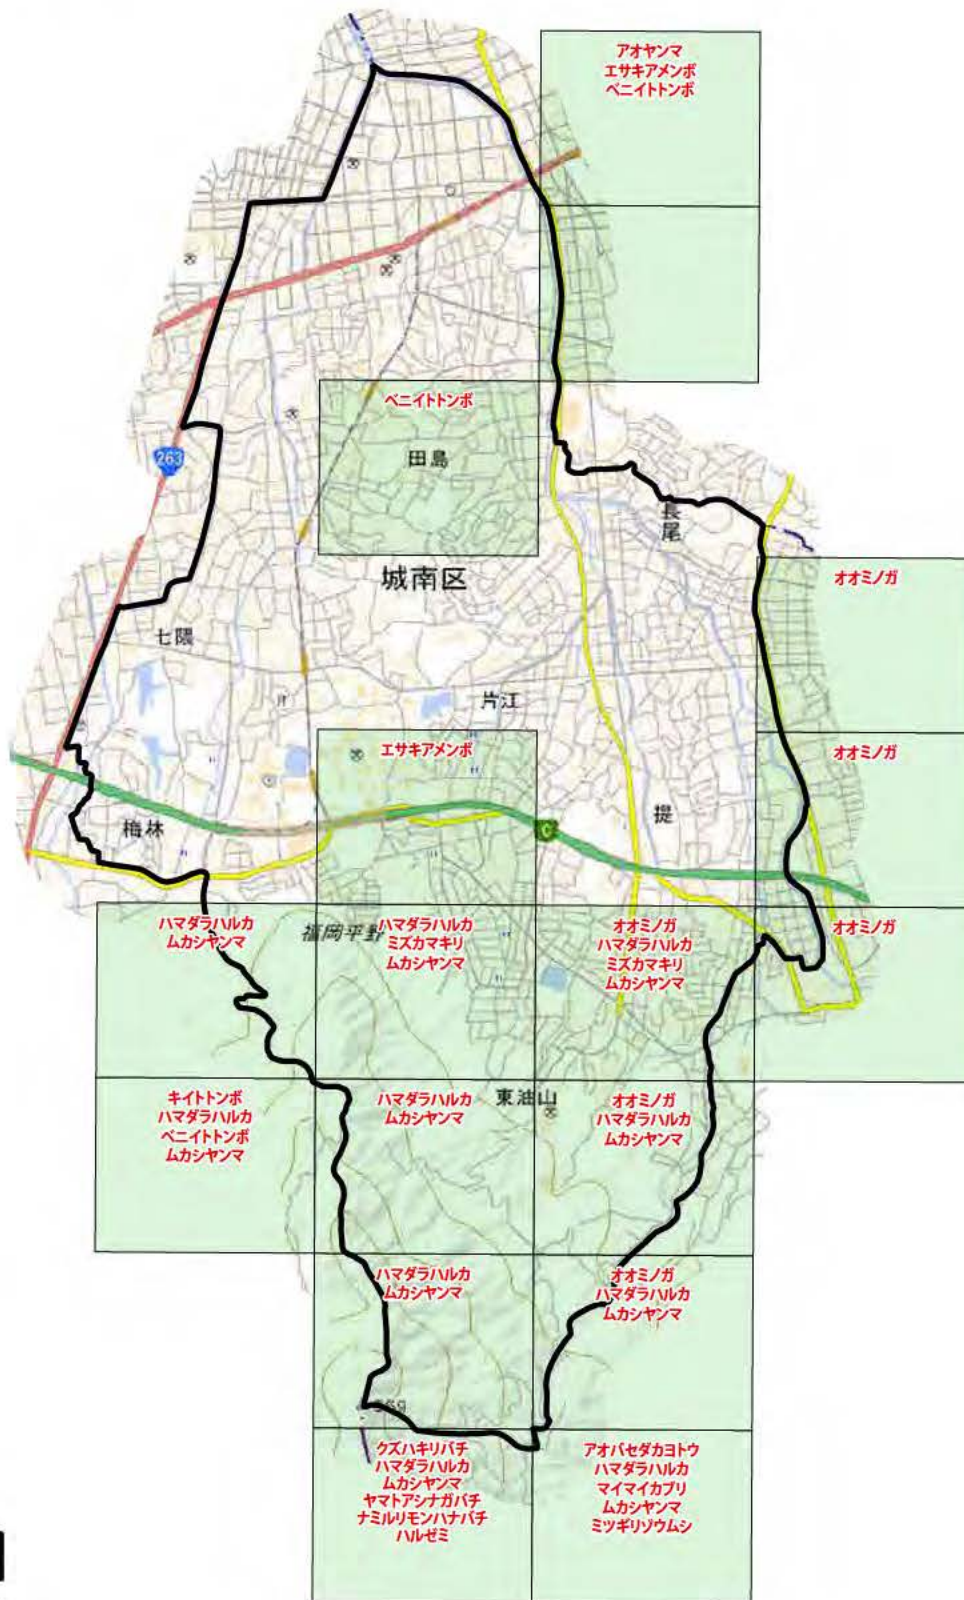 アオヤンマ
エサキアメンボ
ベニイトトンボ
ベニイトトンボ
田島
263
長尾
城南区
オオミノガ
七隈
片江
エサキアメンボ
オオミノガ
堤
梅林
ハマダラハルカ
ムカシヤンマ
福岡平野
ハマダラハルカ
ミズカマキリ
ムカシヤンマ
オオミノガ
ハマダラハルカ
ミズカマキリ
ムカシヤンマ
オオミノガ
キイトトンボ
ハマダラハルカ
ベニイトトンボ
ムカシヤンマ
ハマダラハルカ
ムカシヤンマ
東油山
オオミノガ
ハマダラハルカ
ムカシヤンマ
ハマダラハルカ
ムカシヤンマ
オオミノガ
ハマダラハルカ
ムカシヤンマ
クズハキリバチ
ハマダラハルカ
ムカシヤンマ
ヤマトアシナガバチ
ナミルリモンハナバチ
ハルゼミ
アオバセダカヨトウ
ハマダラハルカ
マイマイカブリ
ムカシヤンマ
ミツギリゾウムシ